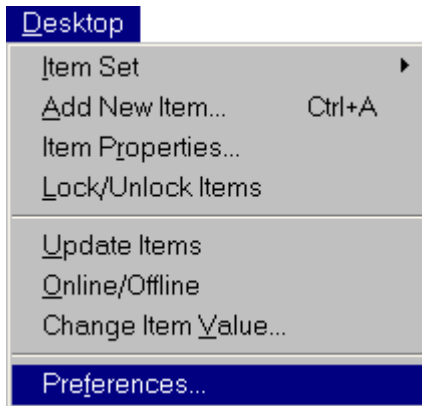 Desktop
Item Set
Add New Item... Ctrl+A
Item Properties...
Lock/Unlock Items
Update Items
Online/Offline
Change Item Value...
Preferences...